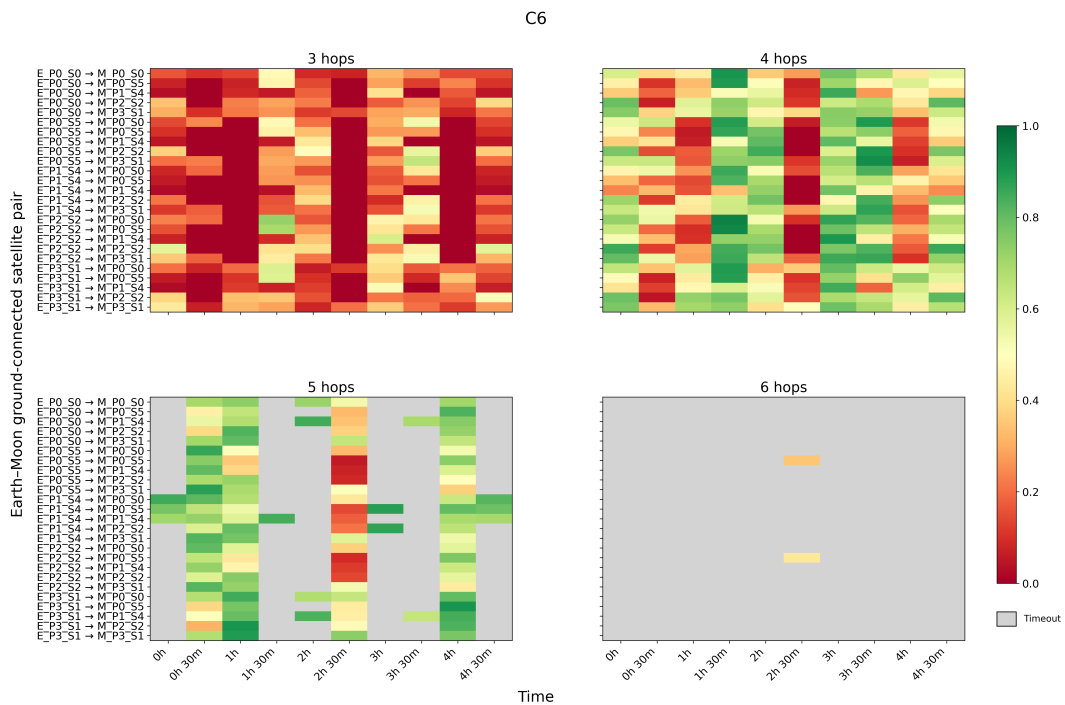 C6
3 hops
4 hops
E_P0_S0 → M_P0_S0
E_P0_S0 → M_P0_S5
E_P0_S0 → M_P1_S4
E_P0_S0 → M_P2_S2
E_P0_S0 → M_P3_S1
E_P0_S5 → M_P0_S0
E_P0_S5 → M_P0_S5
E_P0_S5 → M_P1_S4
E_P0_S5 → M_P2_S2
E_P0_S5 → M_P3_S1
E_P1_S4 → M_P0_S0
E_P1_S4 → M_P0_S5
E_P1_S4 → M_P1_S4
E_P1_S4 → M_P2_S2
E_P1_S4 → M_P3_S1
E_P2_S2 → M_P0_S0
E_P2_S2 → M_P0_S5
E_P2_S2 → M_P1_S4
E_P2_S2 → M_P2_S2
E_P2_S2 → M_P3_S1
E_P3_S1 → M_P0_S0
E_P3_S1 → M_P0_S5
E_P3_S1 → M_P1_S4
E_P3_S1 → M_P2_S2
E_P3_S1 → M_P3_S1
Earth–Moon ground-connected satellite pair
5 hops
6 hops
E_P0_S0 → M_P0_S0
E_P0_S0 → M_P0_S5
E_P0_S0 → M_P1_S4
E_P0_S0 → M_P2_S2
E_P0_S0 → M_P3_S1
E_P0_S5 → M_P0_S0
E_P0_S5 → M_P0_S5
E_P0_S5 → M_P1_S4
E_P0_S5 → M_P2_S2
E_P0_S5 → M_P3_S1
E_P1_S4 → M_P0_S0
E_P1_S4 → M_P0_S5
E_P1_S4 → M_P1_S4
E_P1_S4 → M_P2_S2
E_P1_S4 → M_P3_S1
E_P2_S2 → M_P0_S0
E_P2_S2 → M_P0_S5
E_P2_S2 → M_P1_S4
E_P2_S2 → M_P2_S2
E_P2_S2 → M_P3_S1
E_P3_S1 → M_P0_S0
E_P3_S1 → M_P0_S5
E_P3_S1 → M_P1_S4
E_P3_S1 → M_P2_S2
E_P3_S1 → M_P3_S1
0h
0h 30m
1h
1h 30m
2h
2h 30m
3h
3h 30m
4h
4h 30m
0h
0h 30m
1h
1h 30m
2h
2h 30m
3h
3h 30m
4h
4h 30m
Time
1.0
0.8
0.6
0.4
0.2
0.0
Timeout